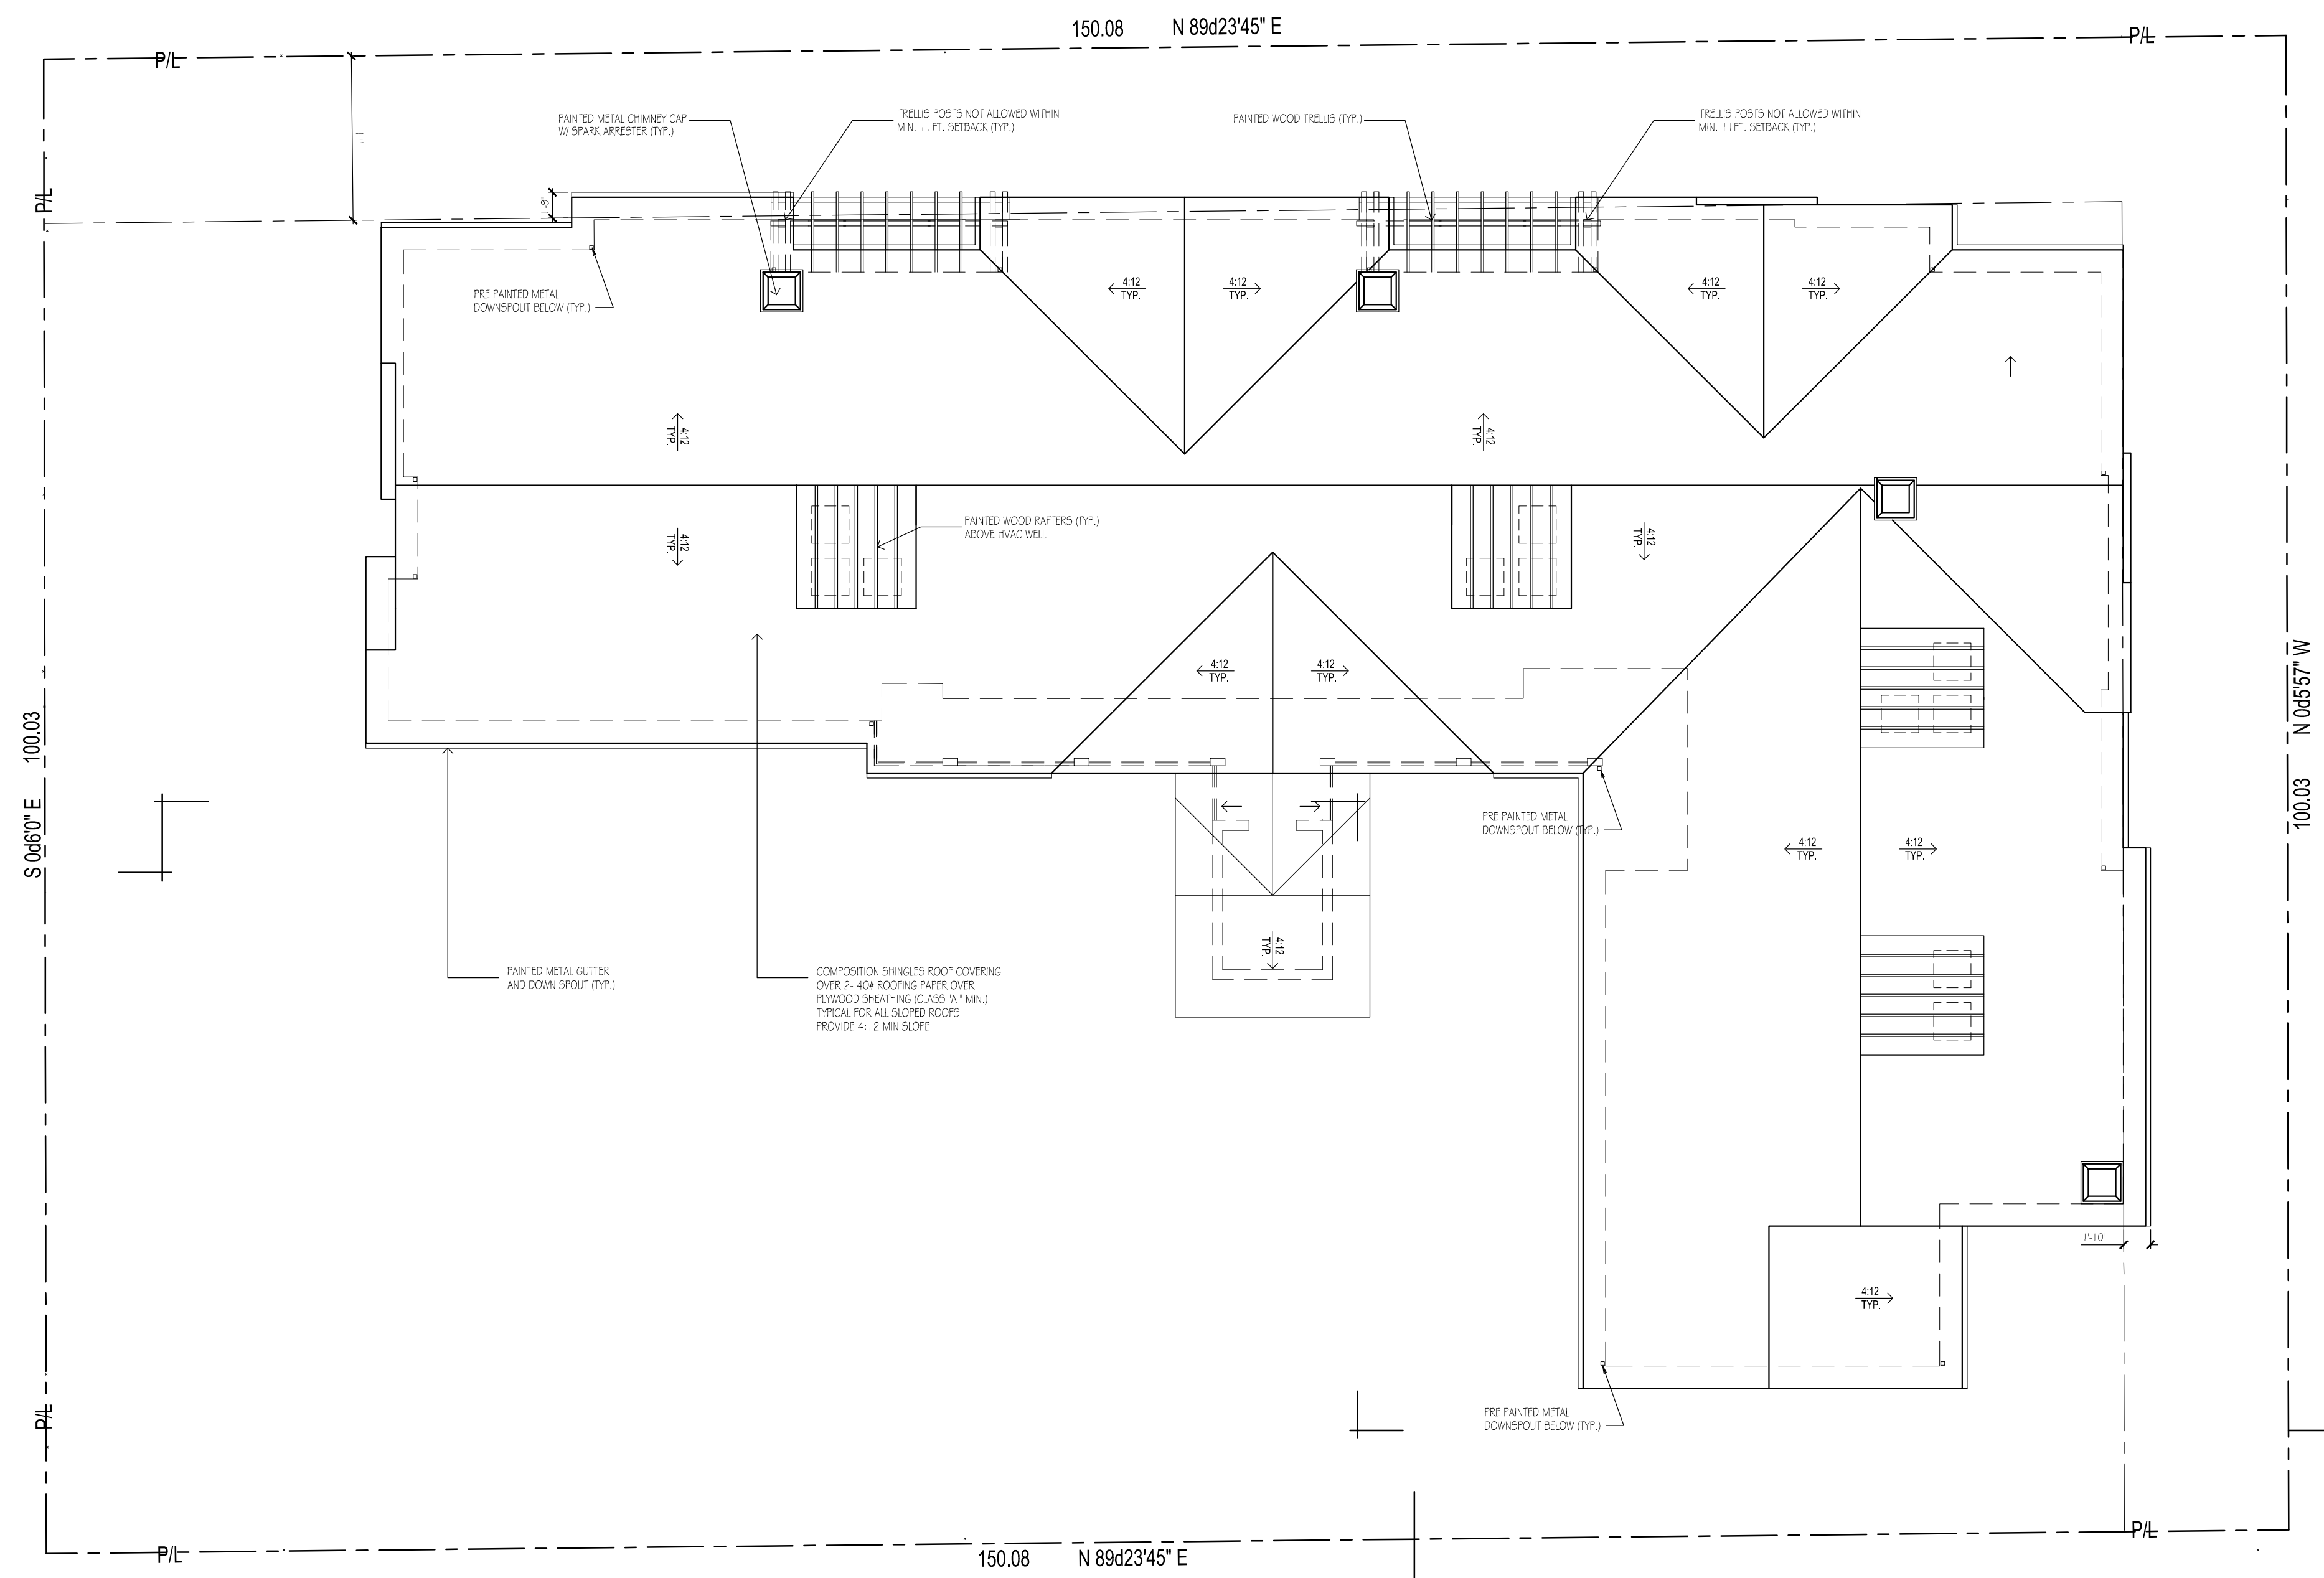 150.08 N 89d23'45" E
P/L
P/L
P/L
11'
1'-9"
PAINTED METAL CHIMNEY CAP
W/ SPARK ARRESTER (TYP.)
TRELLIS POSTS NOT ALLOWED WITHIN
MIN. 11FT. SETBACK (TYP.)
PAINTED WOOD TRELLIS (TYP.)
TRELLIS POSTS NOT ALLOWED WITHIN
MIN. 11FT. SETBACK (TYP.)
PRE PAINTED METAL
DOWNSPOUT BELOW (TYP.)
4:12
TYP.
4:12
TYP.
4:12
TYP.
4:12
TYP.
4:12
TYP.
4:12
TYP.
4:12
TYP.
PAINTED WOOD RAFTERS (TYP.)
ABOVE HVAC WELL
4:12
TYP.
4:12
TYP.
4:12
TYP.
S 0d6'0" E 100.03
N 0d5'57" W
100.03
PRE PAINTED METAL
DOWNSPOUT BELOW (TYP.)
4:12
TYP.
4:12
TYP.
4:12
TYP.
PAINTED METAL GUTTER
AND DOWN SPOUT (TYP.)
COMPOSITION SHINGLES ROOF COVERING
OVER 2- 40# ROOFING PAPER OVER
PLYWOOD SHEATHING (CLASS "A " MIN.)
TYPICAL FOR ALL SLOPED ROOFS
PROVIDE 4:12 MIN SLOPE
1'-10"
4:12
TYP.
PRE PAINTED METAL
DOWNSPOUT BELOW (TYP.)
P/L
P/L
P/L
150.08 N 89d23'45" E